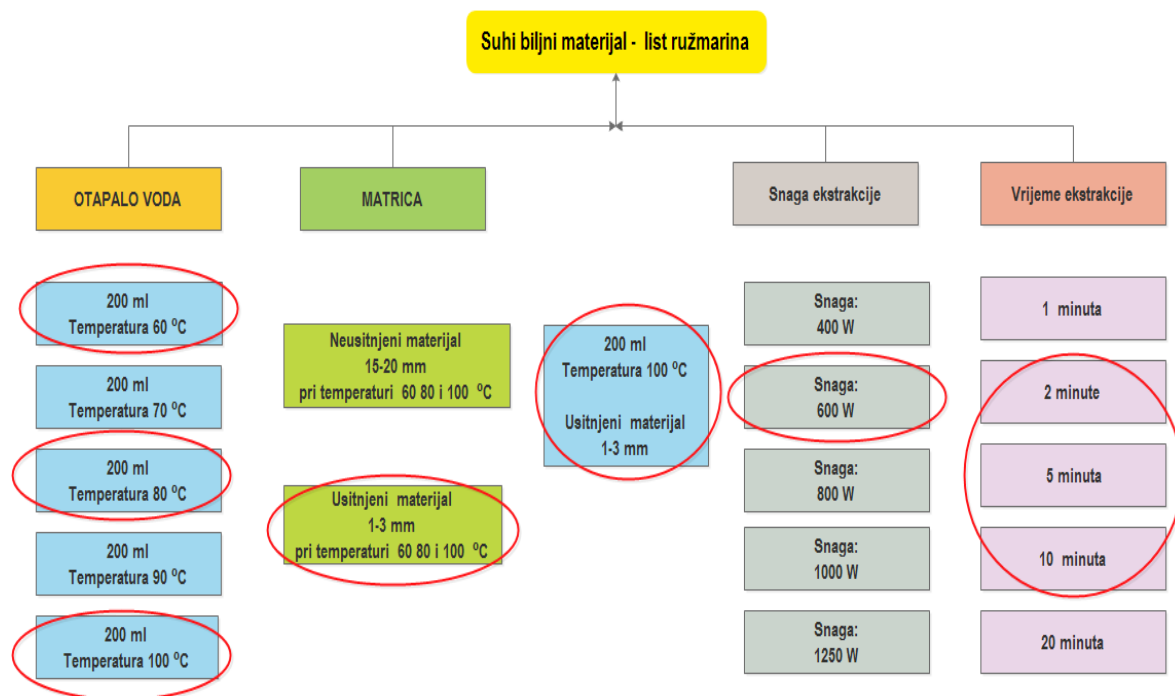 Suhi biljni materijal - list ružmarina
OTAPALO VODA
MATRICA
Snaga ekstrakcije
Vrijeme ekstrakcije
200 ml
Temperatura 60 ºC
200 ml
Temperatura 70 ºC
200 ml
Temperatura 80 ºC
200 ml
Temperatura 90 ºC
200 ml
Temperatura 100 ºC
Neusitnjeni materijal
15-20 mm
pri temperaturi 60 80 i 100 ºC
Usitnjeni materijal
1-3 mm
pri temperaturi 60 80 i 100 ºC
200 ml
Temperatura 100 ºC
Usitnjeni materijal
1-3 mm
Snaga:
400 W
Snaga:
600 W
Snaga:
800 W
Snaga:
1000 W
Snaga:
1250 W
1 minuta
2 minute
5 minuta
10 minuta
20 minuta